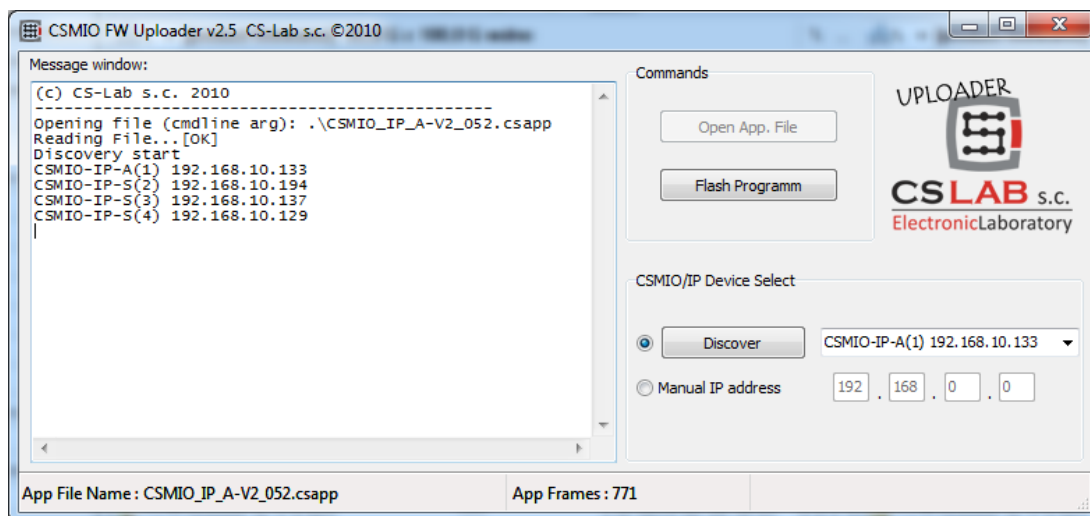 CSMIO FW Uploader v2.5 CS-Lab s.c. ©2010
Message window:
(c) CS-Lab s.c. 2010
------------------------------------------------
Opening file (cmdline arg): .\CSMIO_IP_A-V2_052.csapp
Reading File...[OK]
Discovery start
CSMIO-IP-A(1) 192.168.10.133
CSMIO-IP-S(2) 192.168.10.194
CSMIO-IP-S(3) 192.168.10.137
CSMIO-IP-S(4) 192.168.10.129
Commands
Open App. File
Flash Programm
UPLOADER
CSLAB s.c.
ElectronicLaboratory
CSMIO/IP Device Select
Discover
CSMIO-IP-A(1) 192.168.10.133
Manual IP address
192 . 168 . 0 . 0
App File Name : CSMIO_IP_A-V2_052.csapp
App Frames : 771